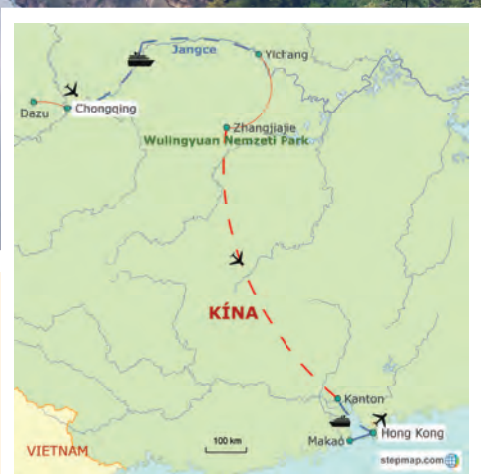 Jangce
Yichang
Dazu
Chongqing
Zhangjiajie
Wulingyuan Nemzeti Park
KÍNA
Kanton
Hong Kong
Makaó
VIETNAM
100 km
stepmap.com